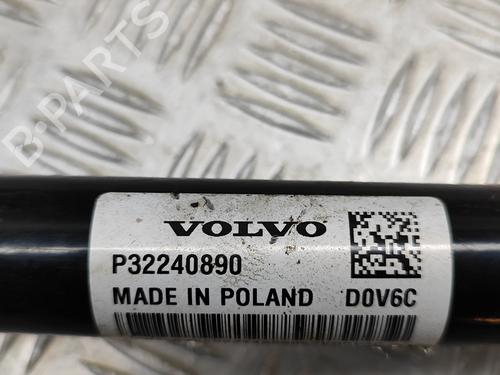 B-PARTS
VOLVO
P32240890
MADE IN POLAND D0V6C